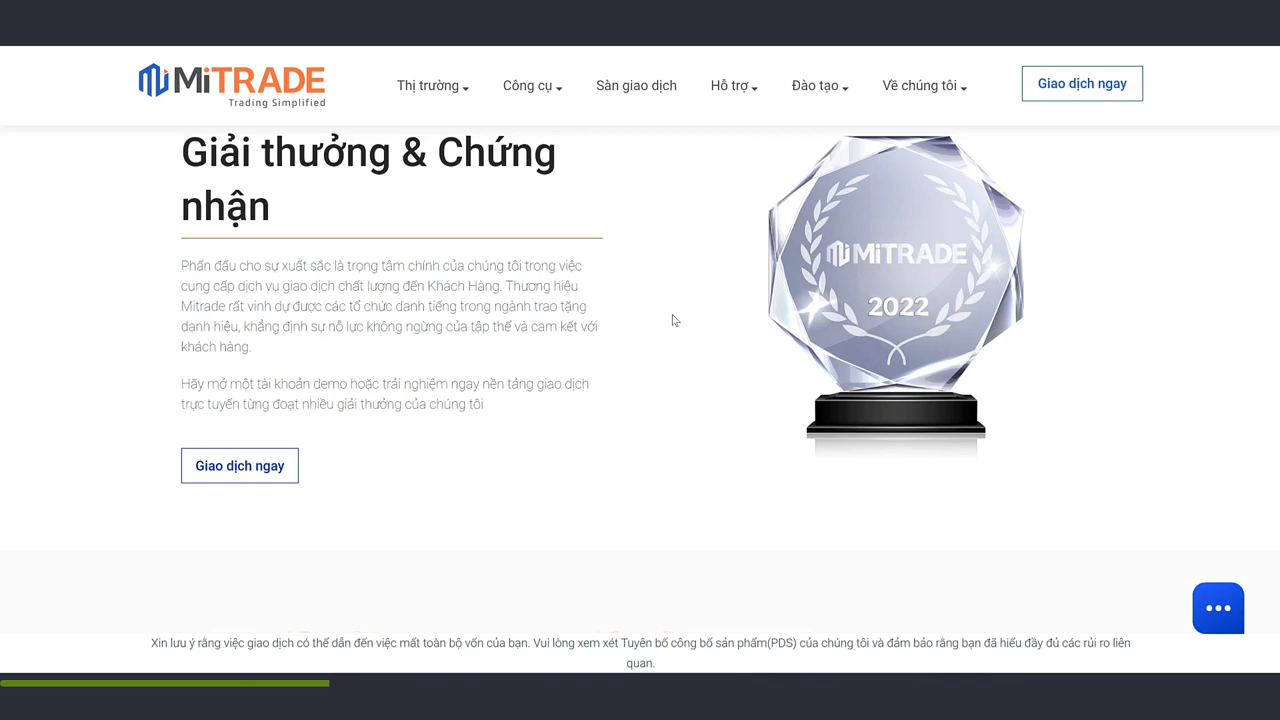 MiTRADE
Trading Simplified
Thị trường
Công cụ
Sàn giao dịch
Hỗ trợ
Đào tạo
Về chúng tôi
Giao dịch ngay
Giải thưởng & Chứng
nhận
Phấn đấu cho sự xuất sắc là trọng tâm chính của chúng tôi trong việc
cung cấp dịch vụ giao dịch chất lượng đến Khách Hàng. Thương hiệu
Mitrade rất vinh dự được các tổ chức danh tiếng trong ngành trao tặng
danh hiệu, khẳng định sự nỗ lực không ngừng của tập thể và cam kết với
khách hàng.
Hãy mở một tài khoản demo hoặc trải nghiệm ngay nền tảng giao dịch
trực tuyến từng đoạt nhiều giải thưởng của chúng tôi
Giao dịch ngay
MiTRADE
2022
Xin lưu ý rằng việc giao dịch có thể dẫn đến việc mất toàn bộ vốn của bạn. Vui lòng xem xét Tuyên bố công bố sản phẩm(PDS) của chúng tôi và đảm bảo rằng bạn đã hiểu đầy đủ các rủi ro liên
quan.